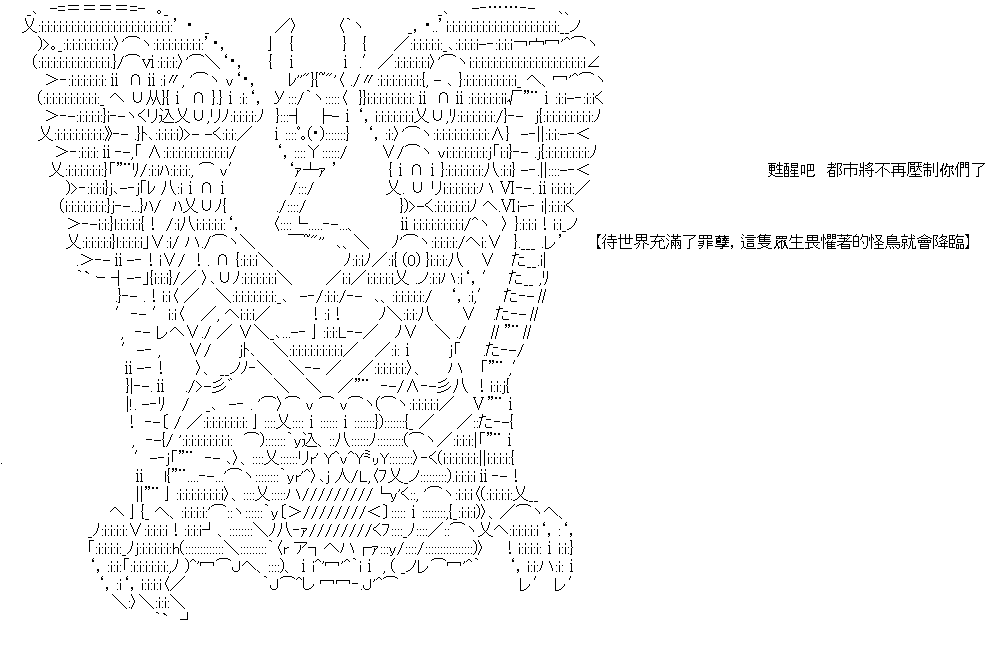 甦醒吧　都市將不再壓制你們了
【待世界充滿了罪孽，這隻眾生畏懼著的怪鳥就會降臨】